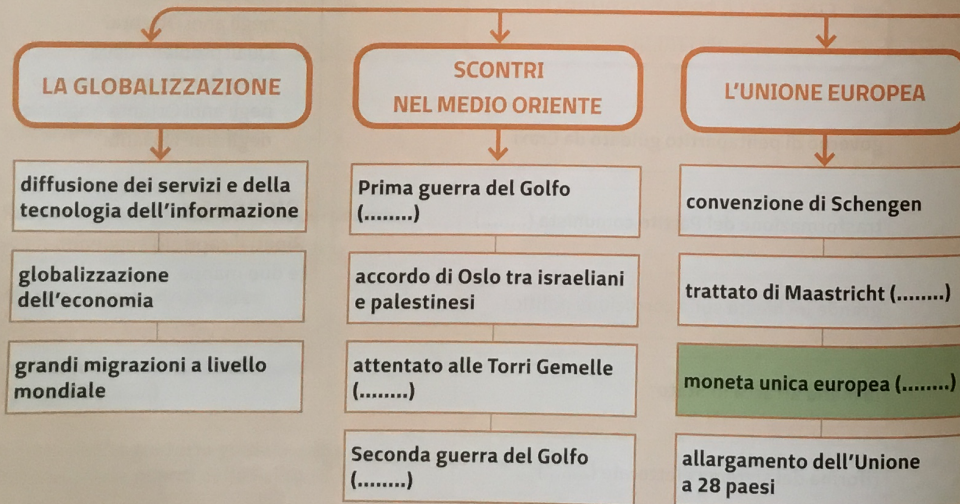 LA GLOBALIZZAZIONE
diffusione dei servizi e della
tecnologia dell'informazione
globalizzazione
dell'economia
grandi migrazioni a livello
mondiale
SCONTRI
NEL MEDIO ORIENTE
Prima guerra del Golfo
(........)
accordo di Oslo tra israeliani
e palestinesi
attentato alle Torri Gemelle
(........)
Seconda guerra del Golfo
(........)
L'UNIONE EUROPEA
convenzione di Schengen
trattato di Maastricht (........)
moneta unica europea (........)
allargamento dell'Unione
a 28 paesi